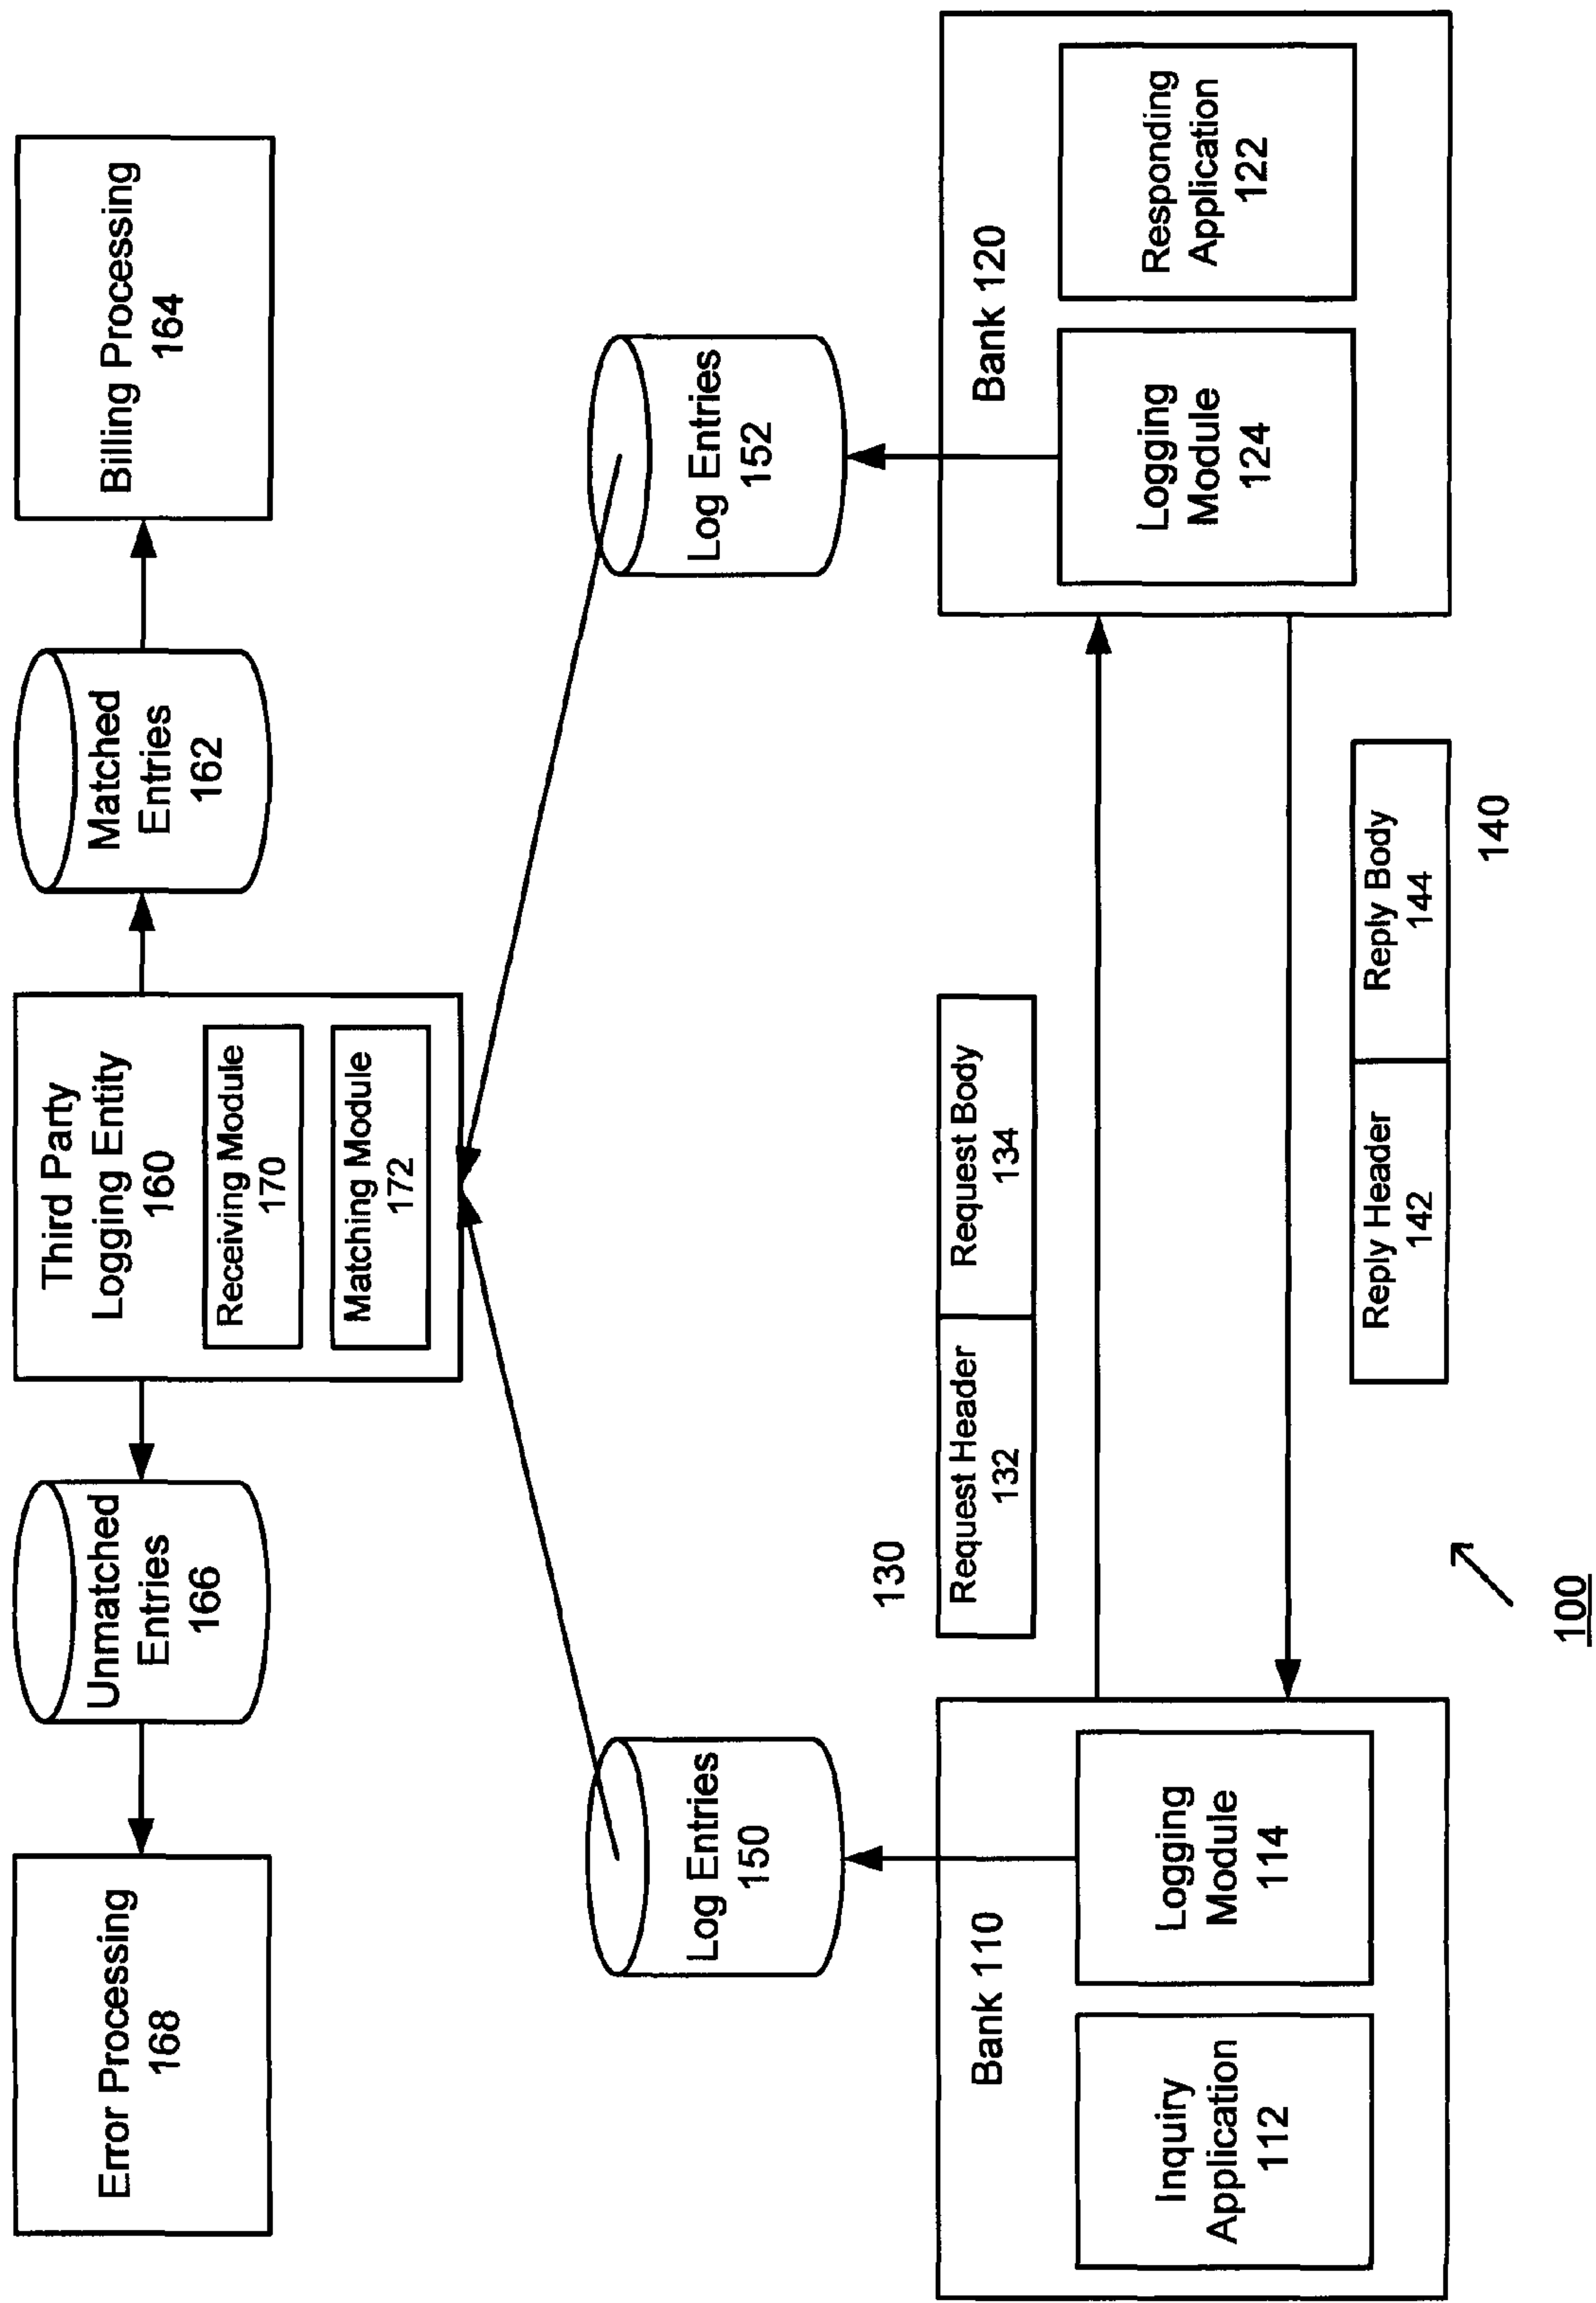 Error Processing
168
Unmatched
Entries
166
Third Party
Logging Entity
160
Receiving Module
170
Matching Module
172
Matched
Entries
162
Billing Processing
164
Log Entries
150
Log Entries
152
Bank 110
Inquiry
Application
112
Logging
Module
114
130
Request Header
132
Request Body
134
Reply Header
142
Reply Body
144
140
Bank 120
Logging
Module
124
Responding
Application
122
100